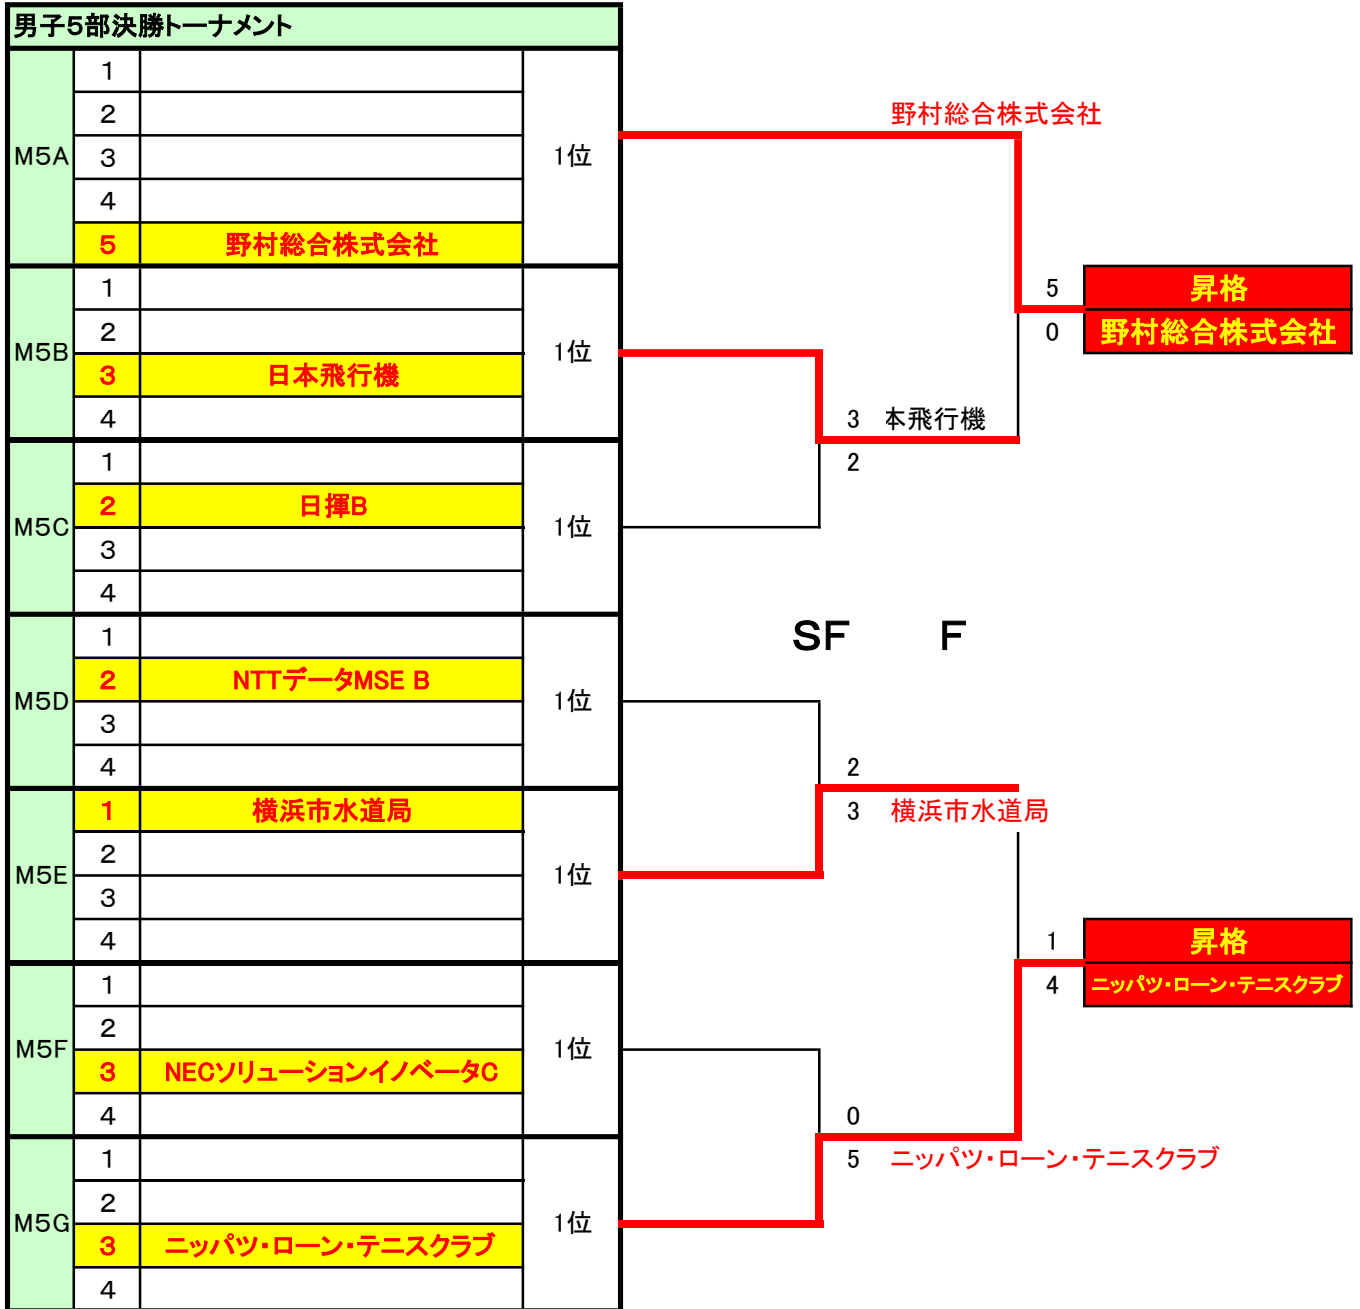 男子5部決勝トーナメント
M5A
1
2
3
4
5 野村総合株式会社
1位
M5B
1
2
3 日本飛行機
4
1位
M5C
1
2 日揮B
3
4
1位
M5D
1
2 NTTデータMSE B
3
4
1位
M5E
1 横浜市水道局
2
3
4
1位
M5F
1
2
3 NECソリューションイノベータC
4
1位
M5G
1
2
3 ニッパツ・ローン・テニスクラブ
4
1位
野村総合株式会社
5 昇格
0 野村総合株式会社
3 本飛行機
2
SF F
2
3 横浜市水道局
1 昇格
4 ニッパツ・ローン・テニスクラブ
0
5 ニッパツ・ローン・テニスクラブ